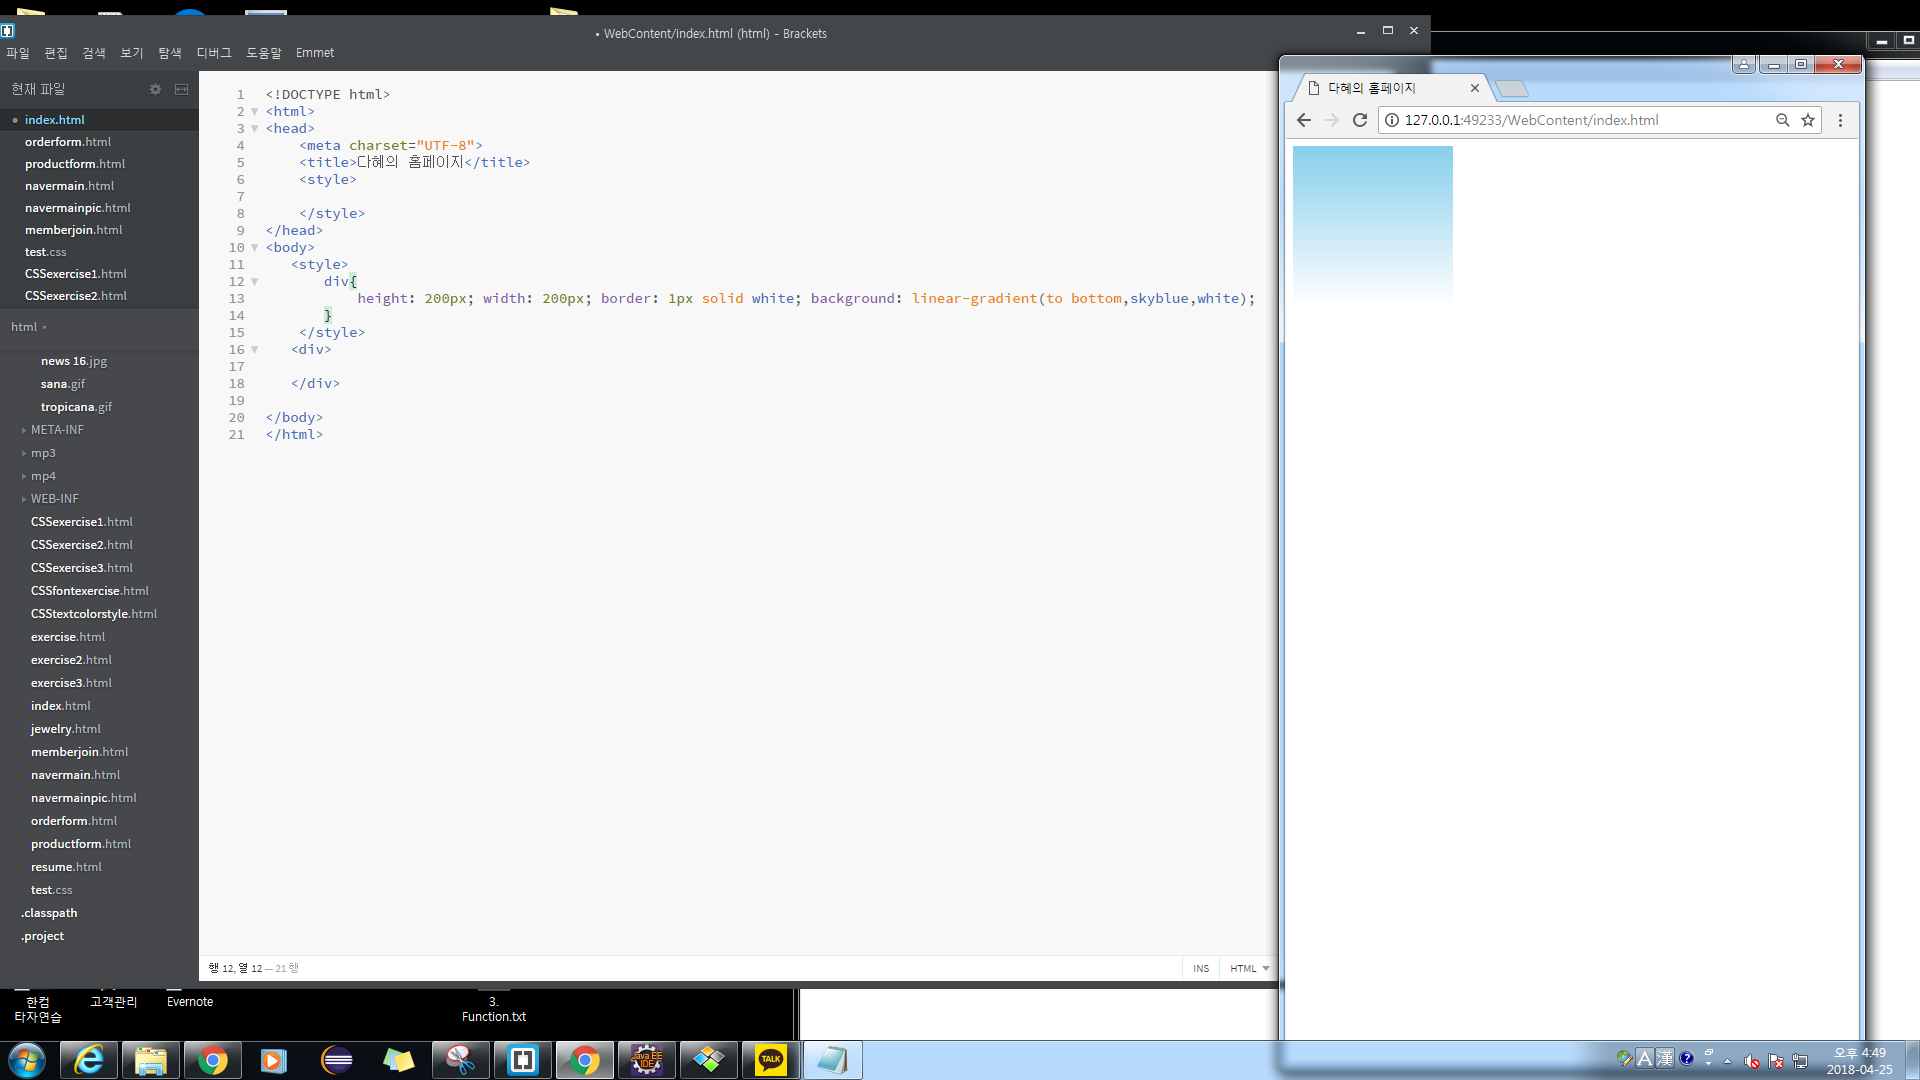 • WebContent/index.html (html) - Brackets
파일 편집 검색 보기 탐색 디버그 도움말 Emmet
현재 파일
index.html
orderform.html
productform.html
navermain.html
navermainpic.html
memberjoin.html
test.css
CSSexercise1.html
CSSexercise2.html
html
news 16.jpg
sana.gif
tropicana.gif
META-INF
mp3
mp4
WEB-INF
CSSexercise1.html
CSSexercise2.html
CSSexercise3.html
CSSfontexercise.html
CSStextcolorstyle.html
exercise.html
exercise2.html
exercise3.html
index.html
jewelry.html
memberjoin.html
navermain.html
navermainpic.html
orderform.html
productform.html
resume.html
test.css
.classpath
.project
1 <!DOCTYPE html>
2 <html>
3 <head>
4 <meta charset="UTF-8">
5 <title>다혜의 홈페이지</title>
6 <style>
7
8 </style>
9 </head>
10 <body>
11 <style>
12 div{
13 height: 200px; width: 200px; border: 1px solid white; background: linear-gradient(to bottom,skyblue,white);
14 }
15 </style>
16 <div>
17
18 </div>
19
20 </body>
21 </html>
행 12, 열 12 — 21 행
INS HTML
다혜의 홈페이지
127.0.0.1:49233/WebContent/index.html
한컴
타자연습
고객관리
Evernote
3.
Function.txt
Java EE
IDE
TALK
A 漢
오후 4:49
2018-04-25